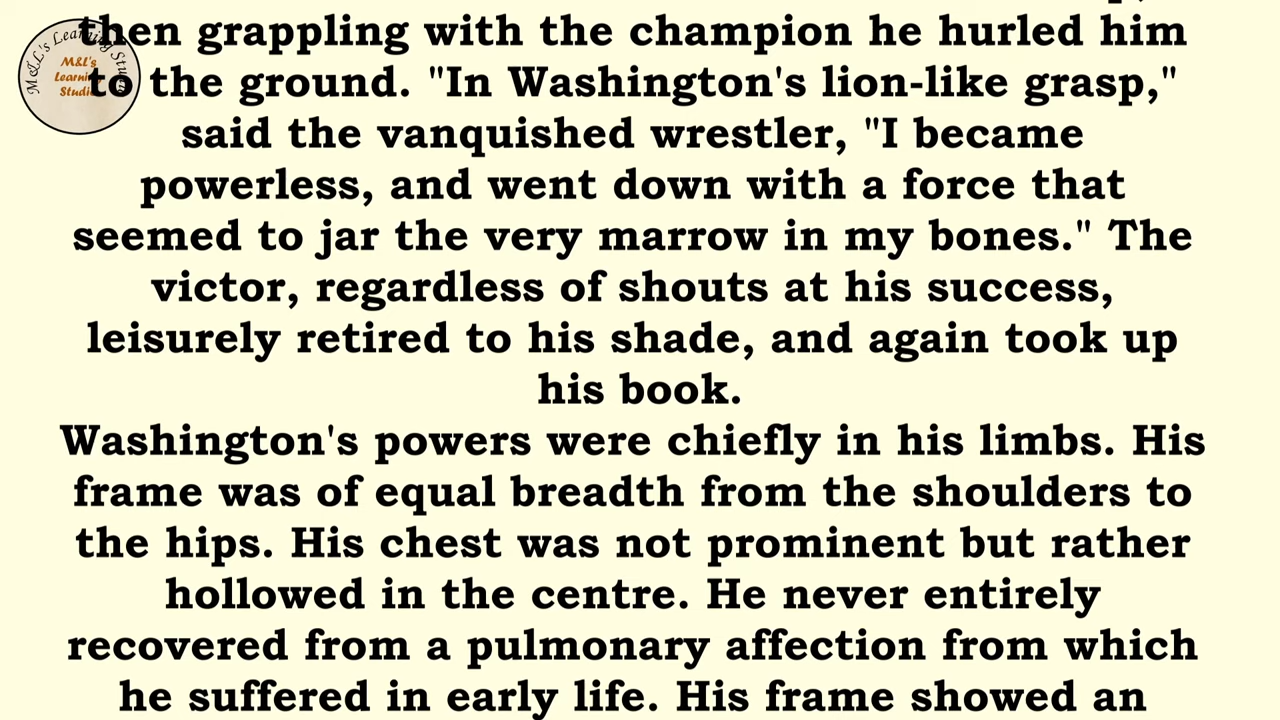 then grappling with the champion he hurled him
to the ground. "In Washington's lion-like grasp,"
said the vanquished wrestler, "I became
powerless, and went down with a force that
seemed to jar the very marrow in my bones." The
victor, regardless of shouts at his success,
leisurely retired to his shade, and again took up
his book.
Washington's powers were chiefly in his limbs. His
frame was of equal breadth from the shoulders to
the hips. His chest was not prominent but rather
hollowed in the centre. He never entirely
recovered from a pulmonary affection from which
he suffered in early life. His frame showed an
M&L's Learning Studio
M&L's
Learning
Studio